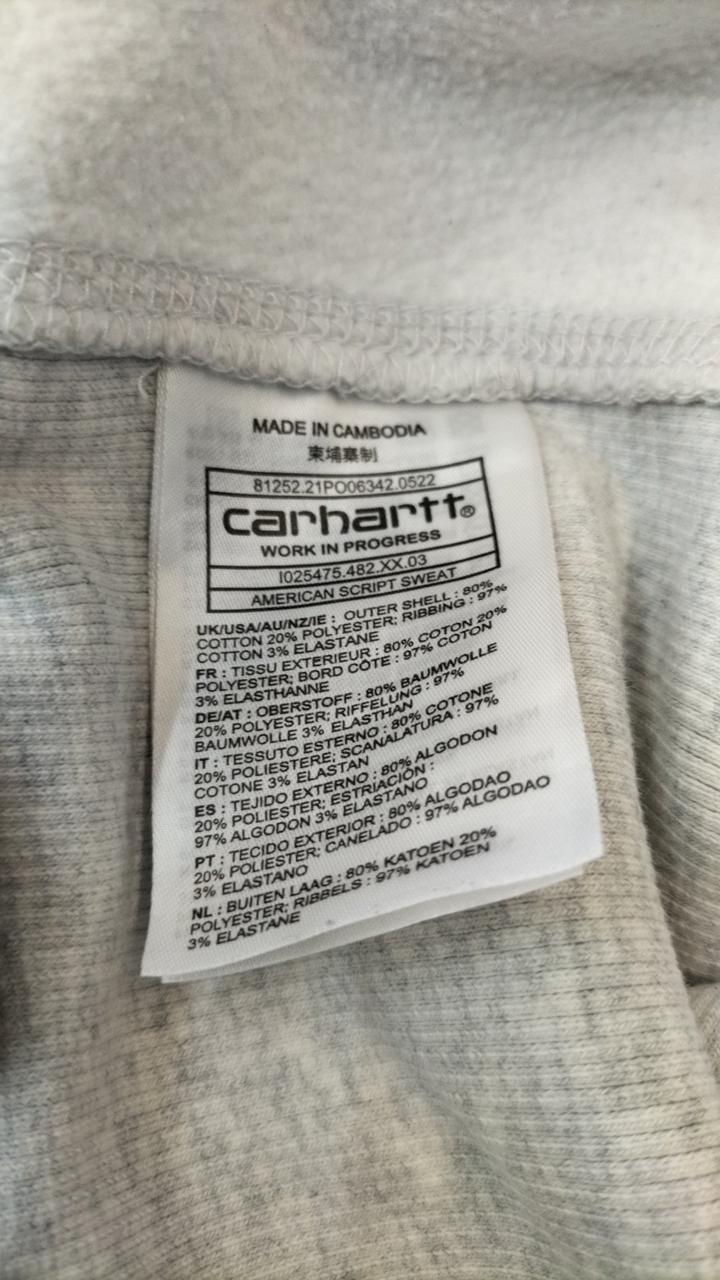 MADE IN CAMBODIA
柬埔寨制
81252.21PO06342.0522
carhartt®
WORK IN PROGRESS
I025475.482.XX.03
AMERICAN SCRIPT SWEAT
UK/USA/AU/NZ/IE : OUTER SHELL : 80%
COTTON 20% POLYESTER; RIBBING : 97%
COTTON 3% ELASTANE
FR : TISSU EXTERIEUR : 80% COTON 20%
POLYESTER; BORD CÔTE : 97% COTON
3% ELASTHANNE
DE/AT : OBERSTOFF : 80% BAUMWOLLE
20% POLYESTER; RIFFELUNG : 97%
BAUMWOLLE 3% ELASTHAN
IT : TESSUTO ESTERNO : 80% COTONE
20% POLIESTERE; SCANALATURA : 97%
COTONE 3% ELASTAN
ES : TEJIDO EXTERNO : 80% ALGODON
20% POLIESTER; ESTRIACIÓN :
97% ALGODON 3% ELASTANO
PT : TECIDO EXTERIOR : 80% ALGODAO
20% POLIESTER; CANELADO : 97% ALGODAO
3% ELASTANO
NL : BUITEN LAAG : 80% KATOEN 20%
POLYESTER; RIBBELS : 97% KATOEN
3% ELASTANE